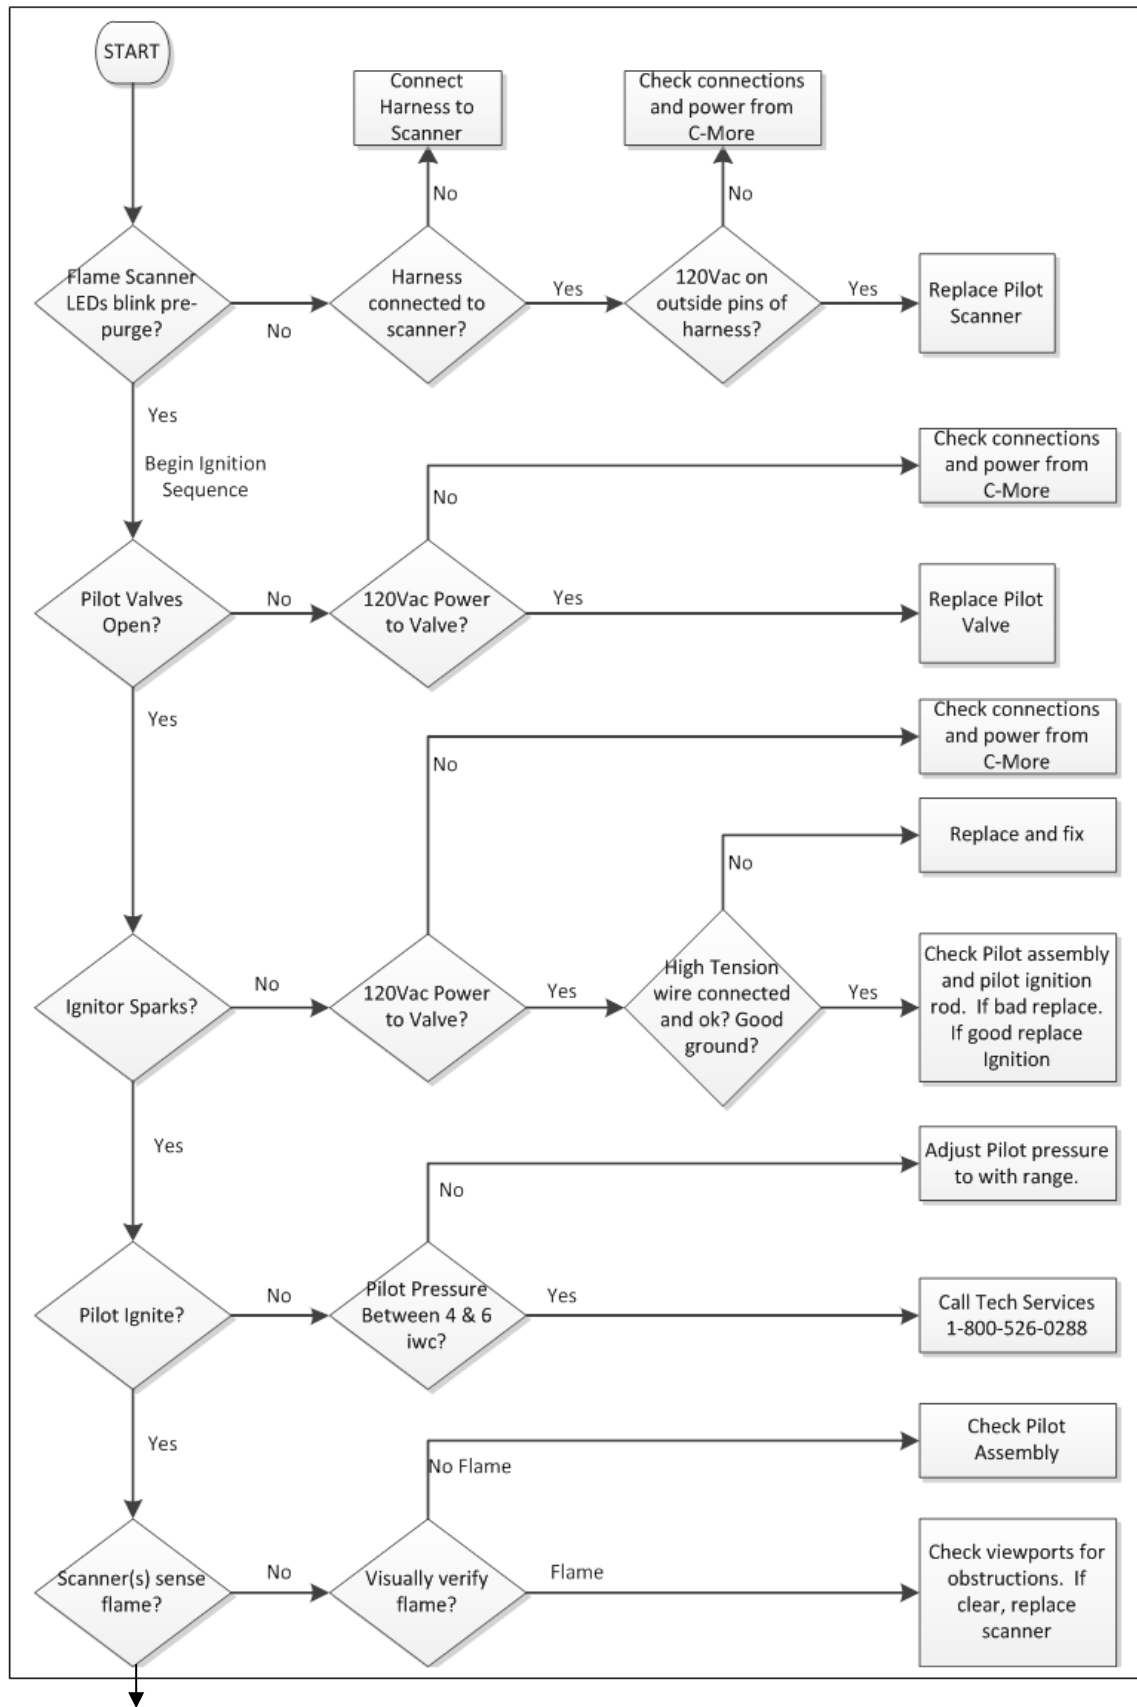 START
Connect
Harness to
Scanner
Check connections
and power from
C-More
No
No
Flame Scanner
LEDs blink pre-
purge?
No
Harness
connected to
scanner?
Yes
120Vac on
outside pins of
harness?
Yes
Replace Pilot
Scanner
Yes
Begin Ignition
Sequence
No
Check connections
and power from
C-More
Pilot Valves
Open?
No
120Vac Power
to Valve?
Yes
Replace Pilot
Valve
Yes
No
Check connections
and power from
C-More
No
Replace and fix
Ignitor Sparks?
No
120Vac Power
to Valve?
Yes
High Tension
wire connected
and ok? Good
ground?
Yes
Check Pilot assembly
and pilot ignition
rod. If bad replace.
If good replace
Ignition
Yes
No
Adjust Pilot pressure
to with range.
Pilot Ignite?
No
Pilot Pressure
Between 4 & 6
iwc?
Yes
Call Tech Services
1-800-526-0288
Yes
No Flame
Check Pilot
Assembly
Scanner(s) sense
flame?
No
Visually verify
flame?
Flame
Check viewports for
obstructions. If
clear, replace
scanner